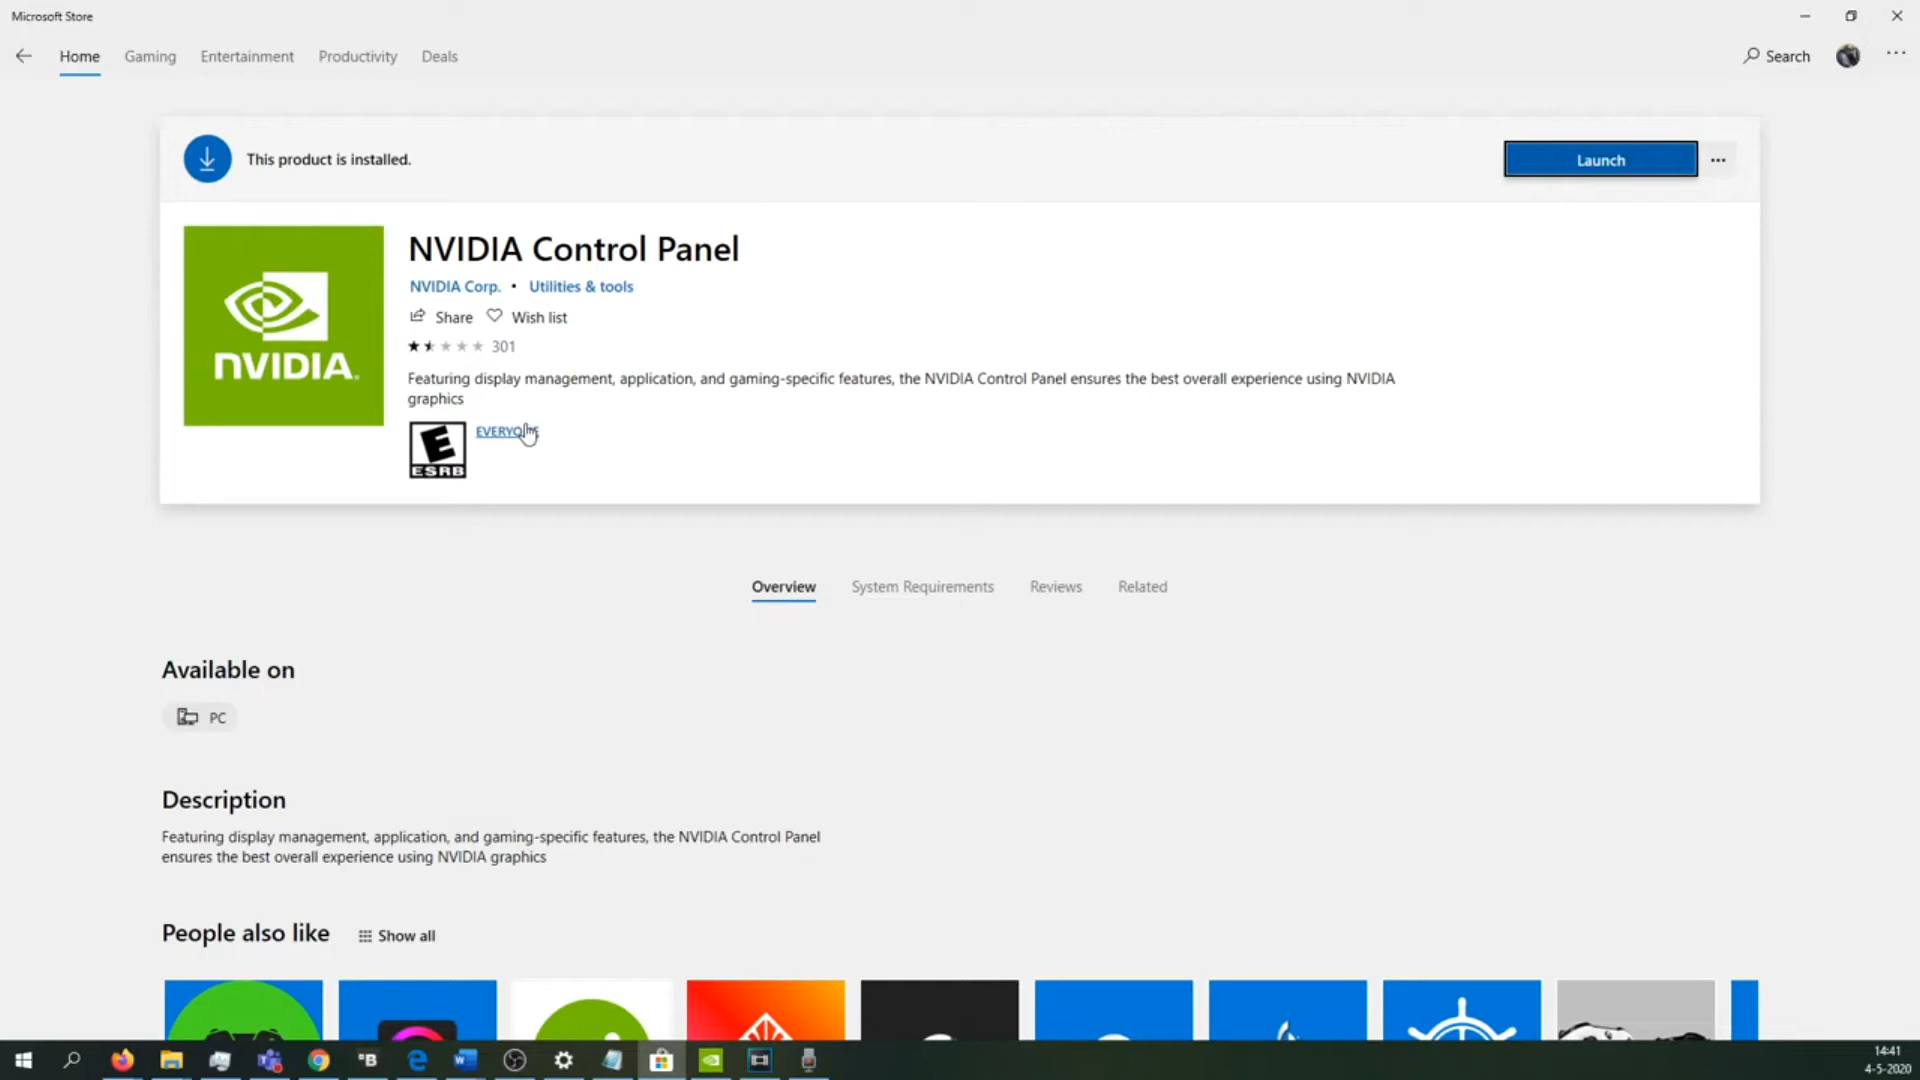 Microsoft Store
Home Gaming Entertainment Productivity Deals Search
This product is installed. Launch
NVIDIA Control Panel
NVIDIA Corp. • Utilities & tools
Share Wish list
301
Featuring display management, application, and gaming-specific features, the NVIDIA Control Panel ensures the best overall experience using NVIDIA
graphics
nVIDIA.
E
ESRB
EVERYONE
Overview System Requirements Reviews Related
Available on
PC
Description
Featuring display management, application, and gaming-specific features, the NVIDIA Control Panel
ensures the best overall experience using NVIDIA graphics
People also like Show all
14:41
4-5-2020